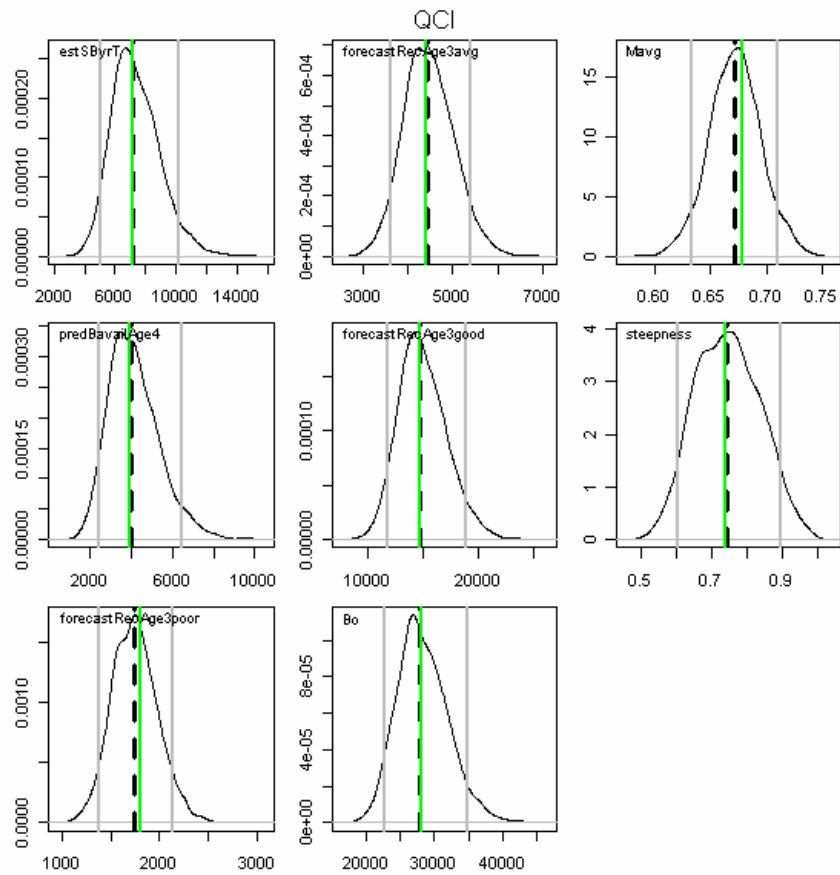 QCI
estSByrT
0.00000 0.00010 0.00020
2000 6000 10000 14000
forecastRecAge3avg
0e+00 2e-04 4e-04 6e-04
3000 5000 7000
Mavg
0 5 10 15
0.60 0.65 0.70 0.75
predBavailAge4
0.00000 0.00015 0.00030
2000 6000 10000
forecastRecAge3good
0.00000 0.00010
10000 20000
steepness
0 1 2 3 4
0.5 0.7 0.9
forecastRecAge3poor
0.0000 0.0010
1000 2000 3000
Bo
0e+00 4e-05 8e-05
20000 30000 40000